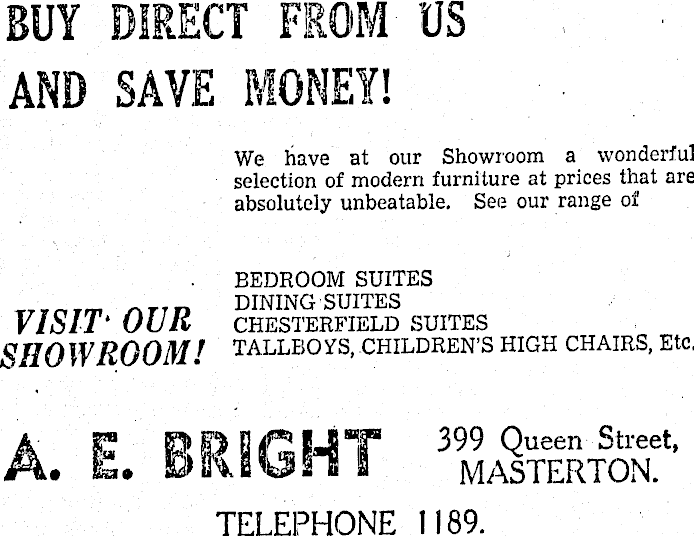 BUY DIRECT FROM US
AND SAVE MONEY!
We have at our Showroom a wonderful
selection of modern furniture at prices that are
absolutely unbeatable. See our range of
BEDROOM SUITES
DINING SUITES
CHESTERFIELD SUITES
TALLBOYS, CHILDREN'S HIGH CHAIRS, Etc.
VISIT OUR
SHOWROOM!
A. E. BRIGHT
399 Queen Street,
MASTERTON.
TELEPHONE 1189.